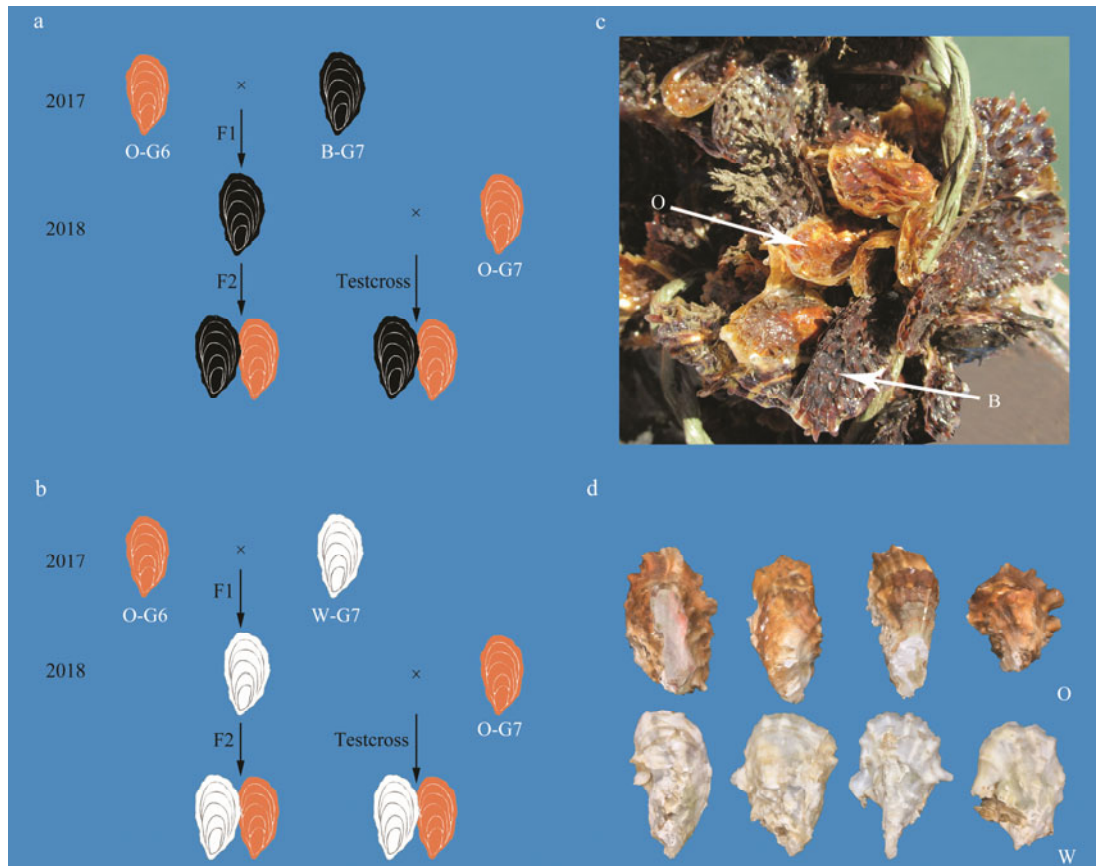 a
2017
×
O-G6
B-G7
F1
2018
×
O-G7
F2
Testcross
c
O
B
b
2017
×
O-G6
W-G7
F1
2018
×
O-G7
F2
Testcross
d
O
W